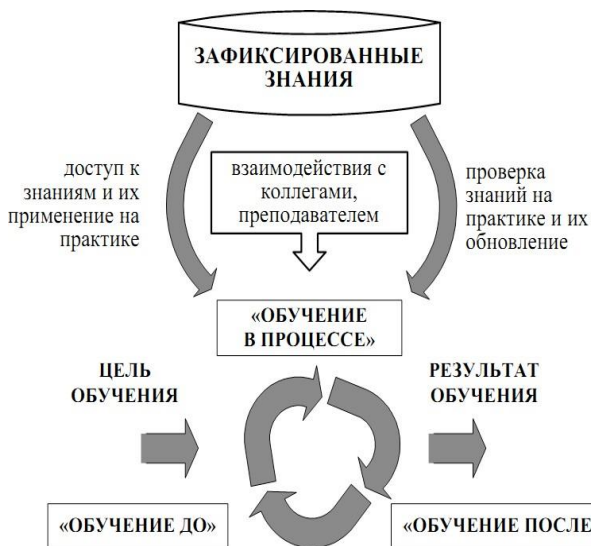 ЗАФИКСИРОВАННЫЕ
ЗНАНИЯ
доступ к
знаниям и их
применение на
практике
взаимодействия с
коллегами,
преподавателем
проверка
знаний на
практике и их
обновление
«ОБУЧЕНИЕ
В ПРОЦЕССЕ»
ЦЕЛЬ
ОБУЧЕНИЯ
РЕЗУЛЬТАТ
ОБУЧЕНИЯ
«ОБУЧЕНИЕ ДО»
«ОБУЧЕНИЕ ПОСЛЕ